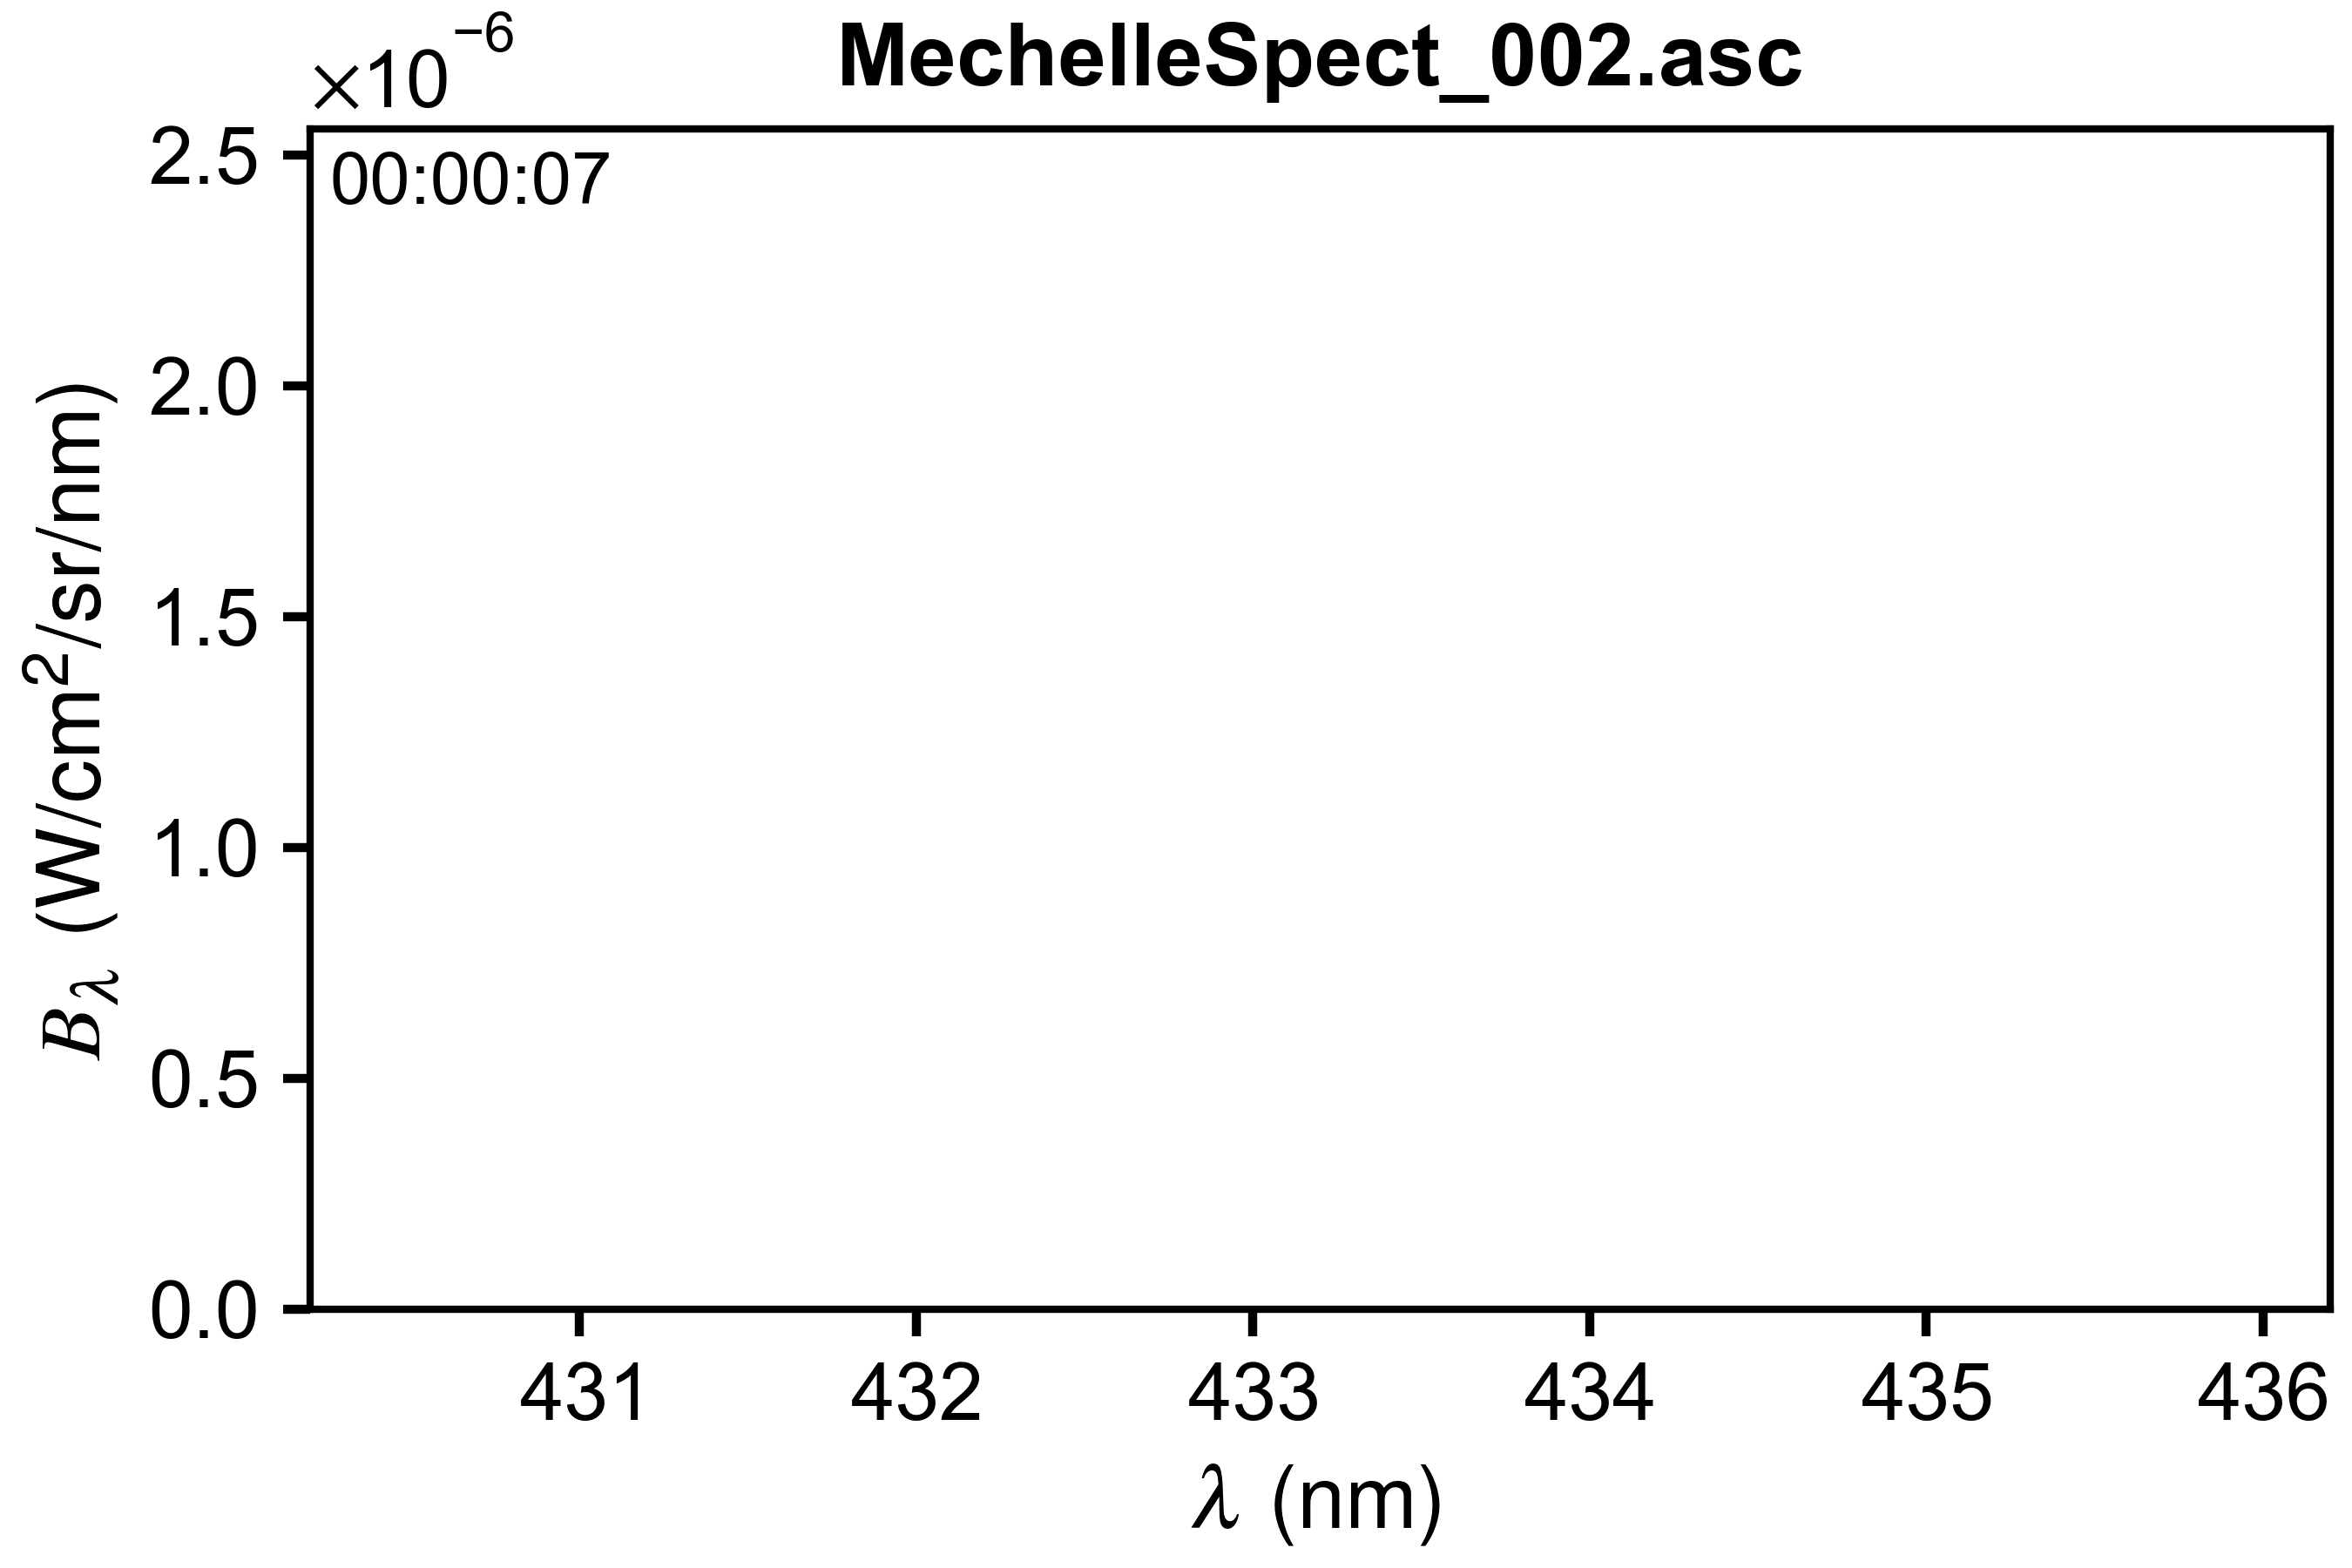 MechelleSpect_002.asc
×10⁻⁶
00:00:07
2.5
2.0
1.5
1.0
0.5
0.0
B_λ (W/cm²/sr/nm)
431 432 433 434 435 436
λ (nm)